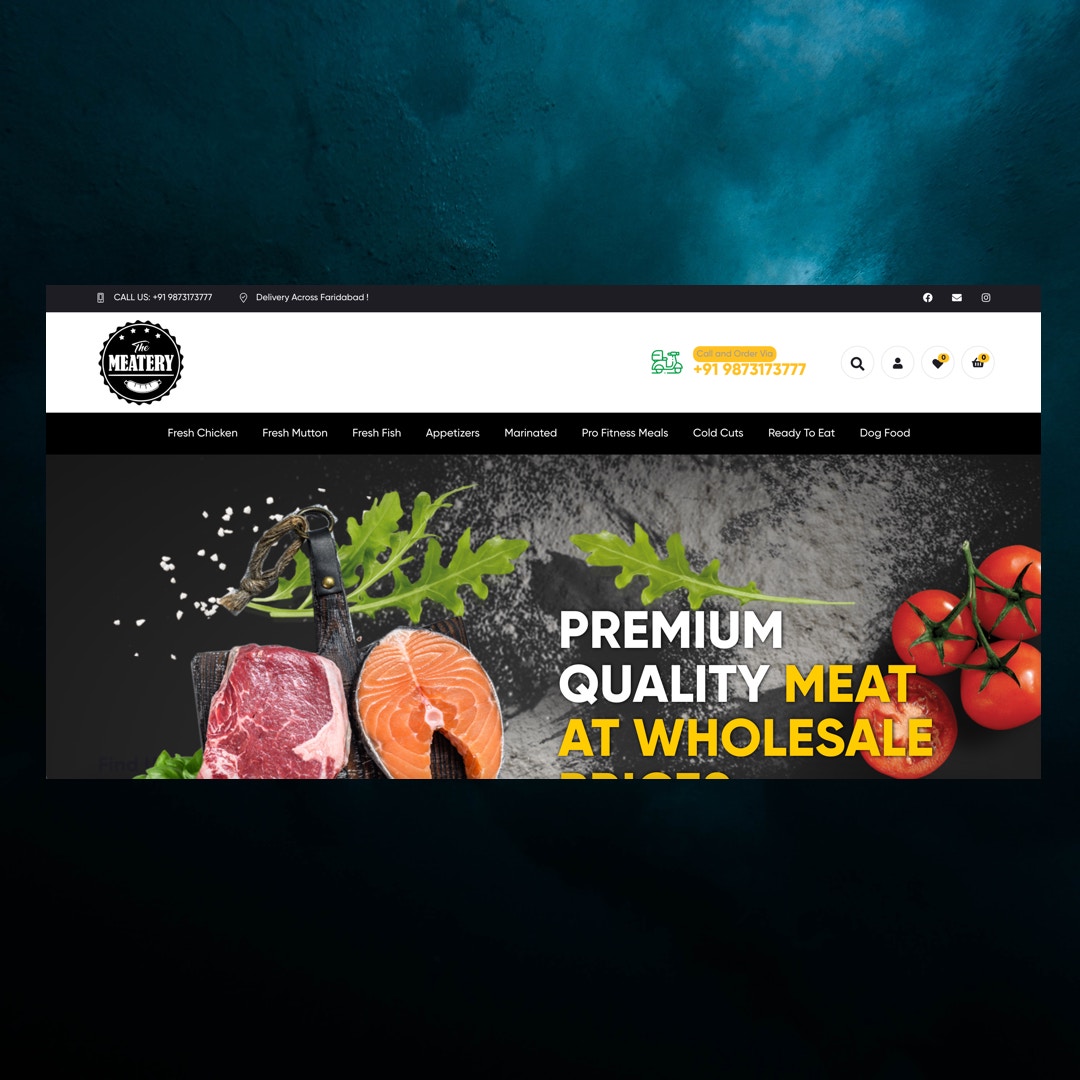 CALL US: +91 9873173777
Delivery Across Faridabad !
The
MEATERY
Call and Order Via
+91 9873173777
0
0
Fresh Chicken
Fresh Mutton
Fresh Fish
Appetizers
Marinated
Pro Fitness Meals
Cold Cuts
Ready To Eat
Dog Food
PREMIUM
QUALITY MEAT
AT WHOLESALE
PRICES
Find